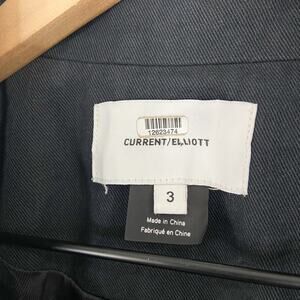 12623474
CURRENT/ELLIOTT
3
Made in China
Fabriqué en Chine